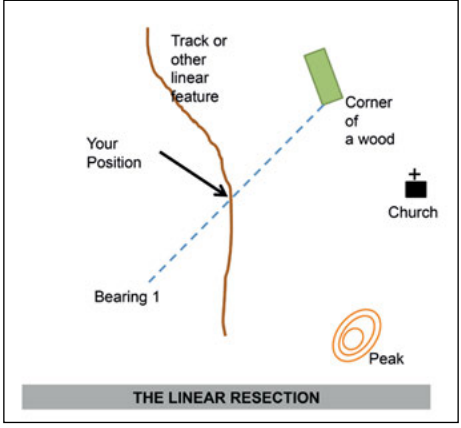 Track or
other
linear
feature
Corner
of
a wood
Your
Position
Church
Bearing 1
Peak
THE LINEAR RESECTION